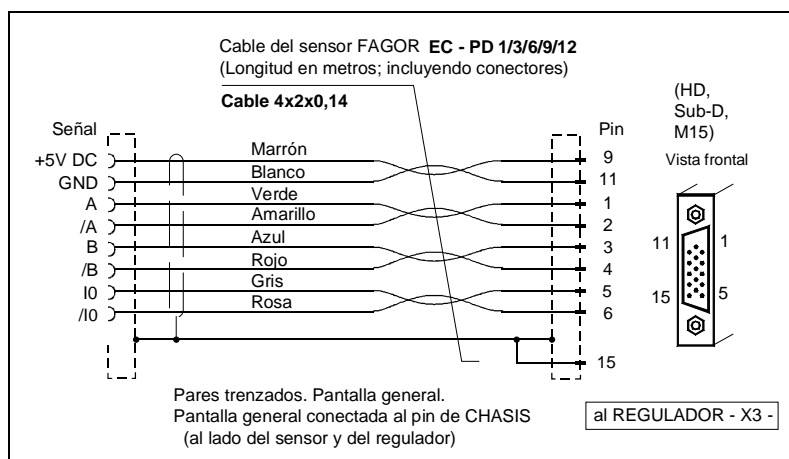 Cable del sensor FAGOR EC - PD 1/3/6/9/12
(Longitud en metros; incluyendo conectores)
Cable 4x2x0,14
(HD,
Sub-D,
M15)
Señal
Pin
Vista frontal
+5V DC Marrón 9
GND Blanco 11
A Verde 1
/A Amarillo 2
B Azul 3
/B Rojo 4
I0 Gris 5
/I0 Rosa 6
15
11 1
15 5
Pares trenzados. Pantalla general.
Pantalla general conectada al pin de CHASIS
(al lado del sensor y del regulador)
al REGULADOR - X3 -